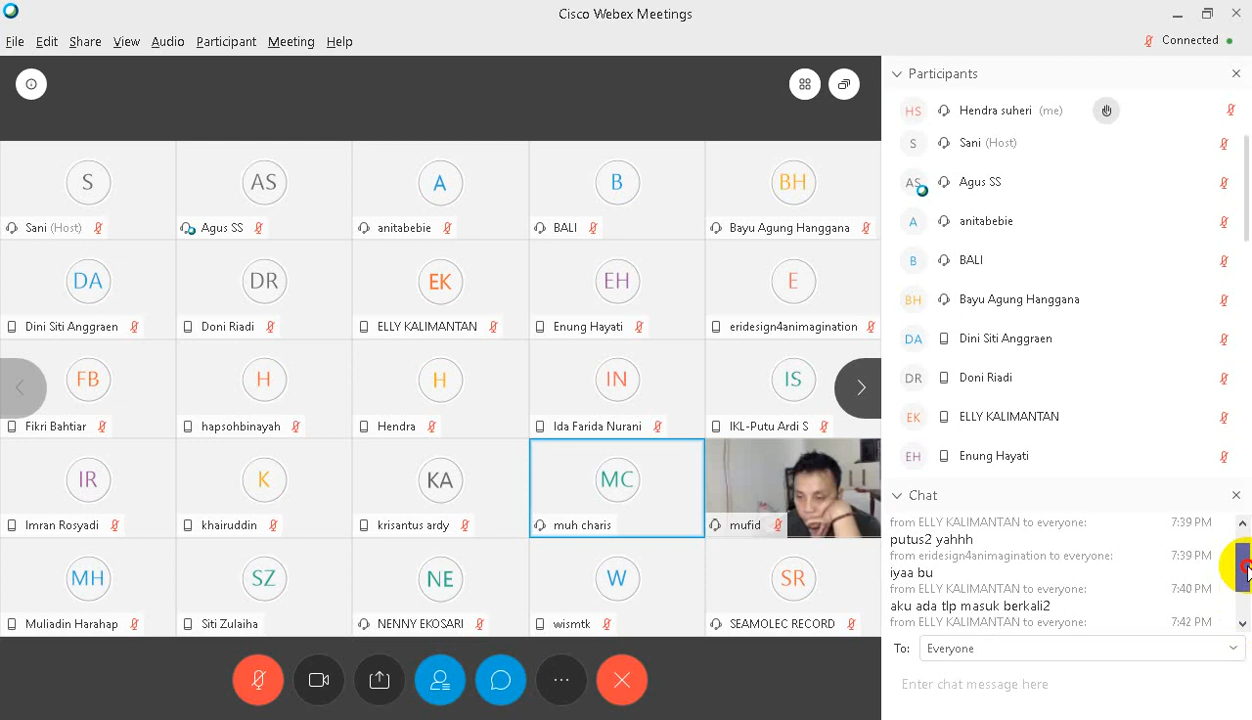 Cisco Webex Meetings
File Edit Share View Audio Participant Meeting Help
Connected
S AS A B BH
Sani (Host) Agus SS anitabebie BALI Bayu Agung Hanggana
DA DR EK EH E
Dini Siti Anggraen Doni Riadi ELLY KALIMANTAN Enung Hayati eridesign4animagination
FB H H IN IS
Fikri Bahtiar hapsohbinayah Hendra Ida Farida Nurani IKL-Putu Ardi S
IR K KA MC
Imran Rosyadi khairuddin krisantus ardy muh charis mufid
MH SZ NE W SR
Muliadin Harahap Siti Zulaiha NENNY EKOSARI wismtk SEAMOLEC RECORD
Participants
HS Hendra suheri (me)
S Sani (Host)
AS Agus SS
A anitabebie
B BALI
BH Bayu Agung Hanggana
DA Dini Siti Anggraen
DR Doni Riadi
EK ELLY KALIMANTAN
EH Enung Hayati
Chat
from ELLY KALIMANTAN to everyone: 7:39 PM
putus2 yahhh
from eridesign4animagination to everyone: 7:39 PM
iyaa bu
from ELLY KALIMANTAN to everyone: 7:40 PM
aku ada tlp masuk berkali2
from ELLY KALIMANTAN to everyone: 7:42 PM
To: Everyone
Enter chat message here